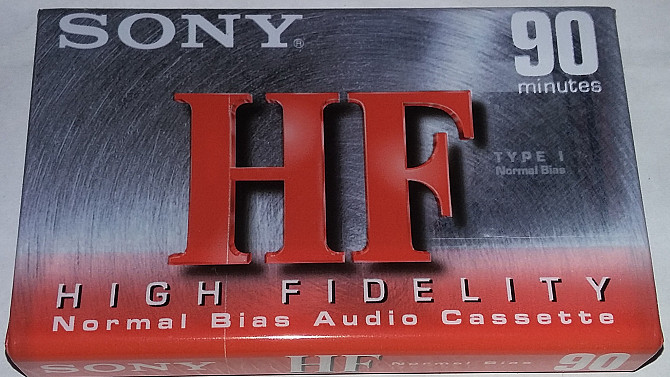 SONY®
90
minutes
HF
TYPE I
Normal Bias
HIGH FIDELITY
Normal Bias Audio Cassette
SONY HF Normal Bias 90